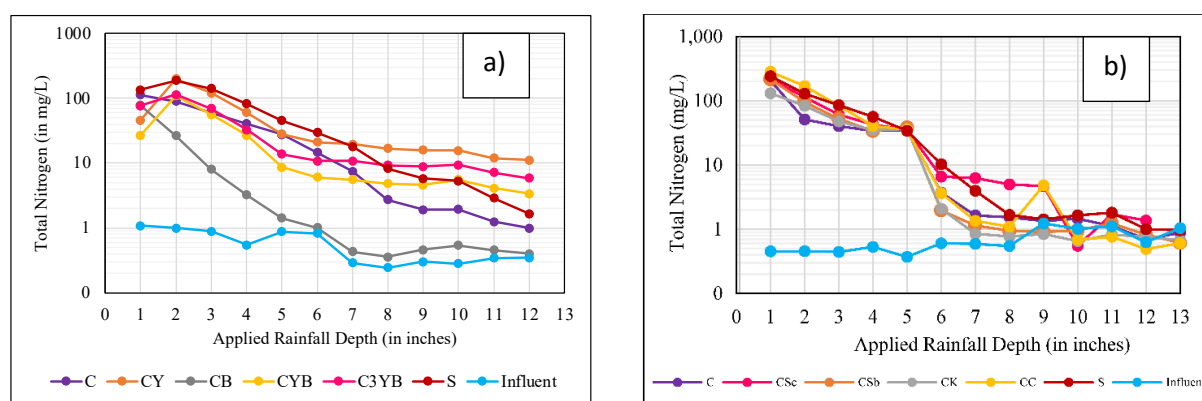 a)
1000
100
10
1
0
Total Nitrogen (in mg/L)
0 1 2 3 4 5 6 7 8 9 10 11 12 13
Applied Rainfall Depth (in inches)
C CY CB CYB C3YB S Influent
b)
1,000
100
10
1
0
Total Nitrogen (mg/L)
0 1 2 3 4 5 6 7 8 9 10 11 12 13
Applied Rainfall Depth (in inches)
C CSc CSb CK CC S Influen